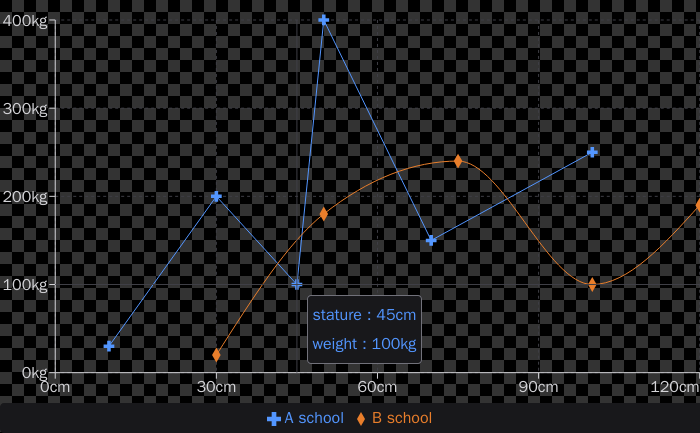 400kg
300kg
200kg
100kg
stature : 45cm
weight : 100kg
0kg
0cm 30cm 60cm 90cm 120cm
A school B school